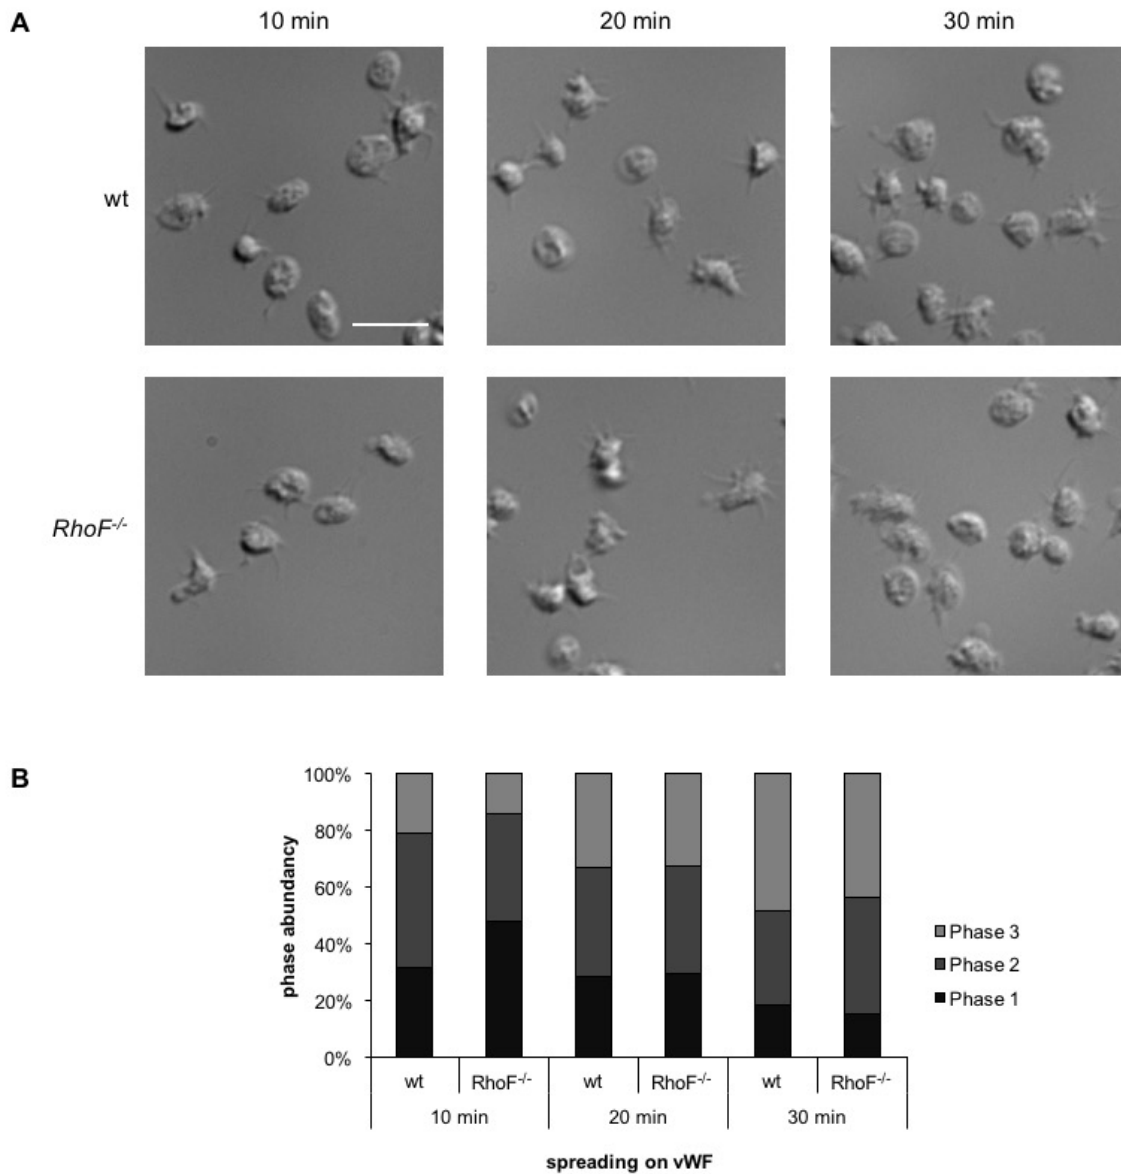 A
10 min
20 min
30 min
wt
RhoF-/-
B
100%
80%
60%
40%
20%
0%
phase abundancy
Phase 3
Phase 2
Phase 1
wt RhoF-/- wt RhoF-/- wt RhoF-/-
10 min 20 min 30 min
spreading on vWF